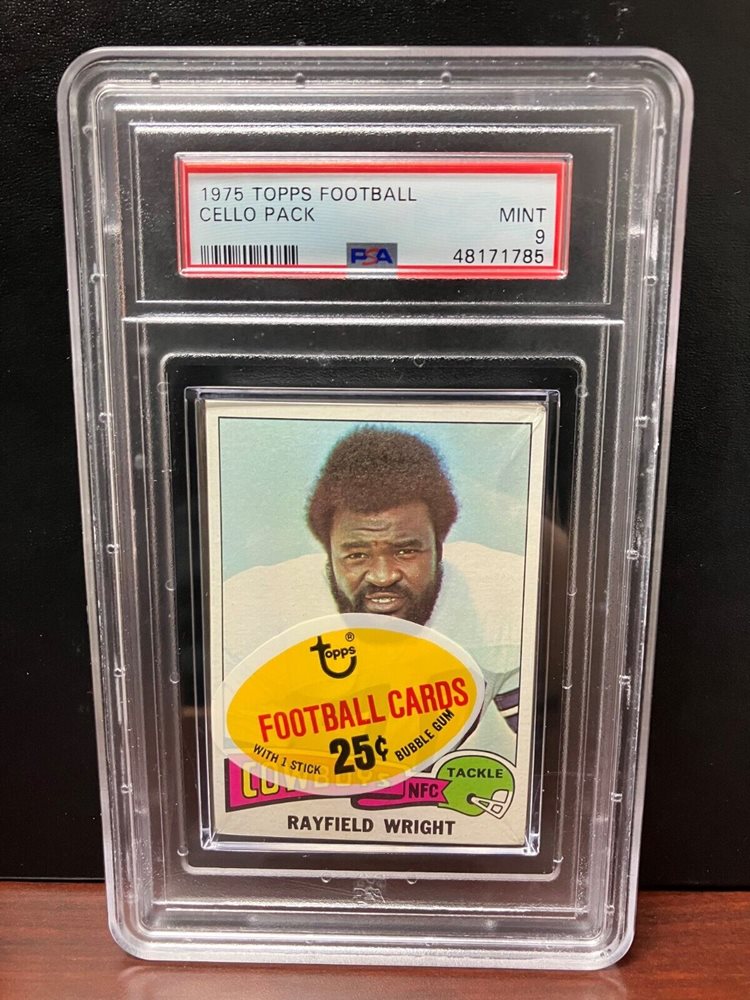 1975 TOPPS FOOTBALL
CELLO PACK MINT
9
PSA 48171785
topps®
FOOTBALL CARDS
WITH 1 STICK 25¢ BUBBLE GUM
COWBOYS NFC TACKLE
RAYFIELD WRIGHT